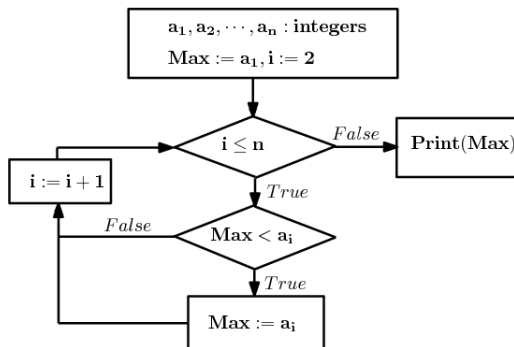 a₁, a₂, ⋯, aₙ : integers
Max := a₁, i := 2
i ≤ n
False
Print(Max)
i := i + 1
True
False
Max < aᵢ
True
Max := aᵢ